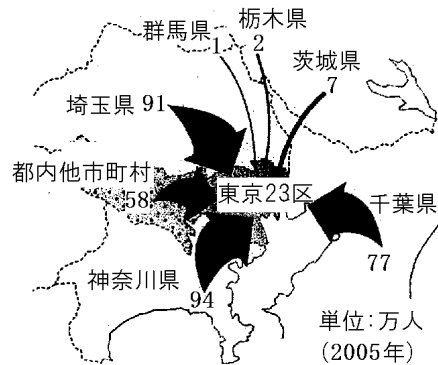 群馬県
1
栃木県
2
茨城県
7
埼玉県 91
都内他市町村
58
東京23区
千葉県
77
神奈川県
94
単位:万人
(2005年)